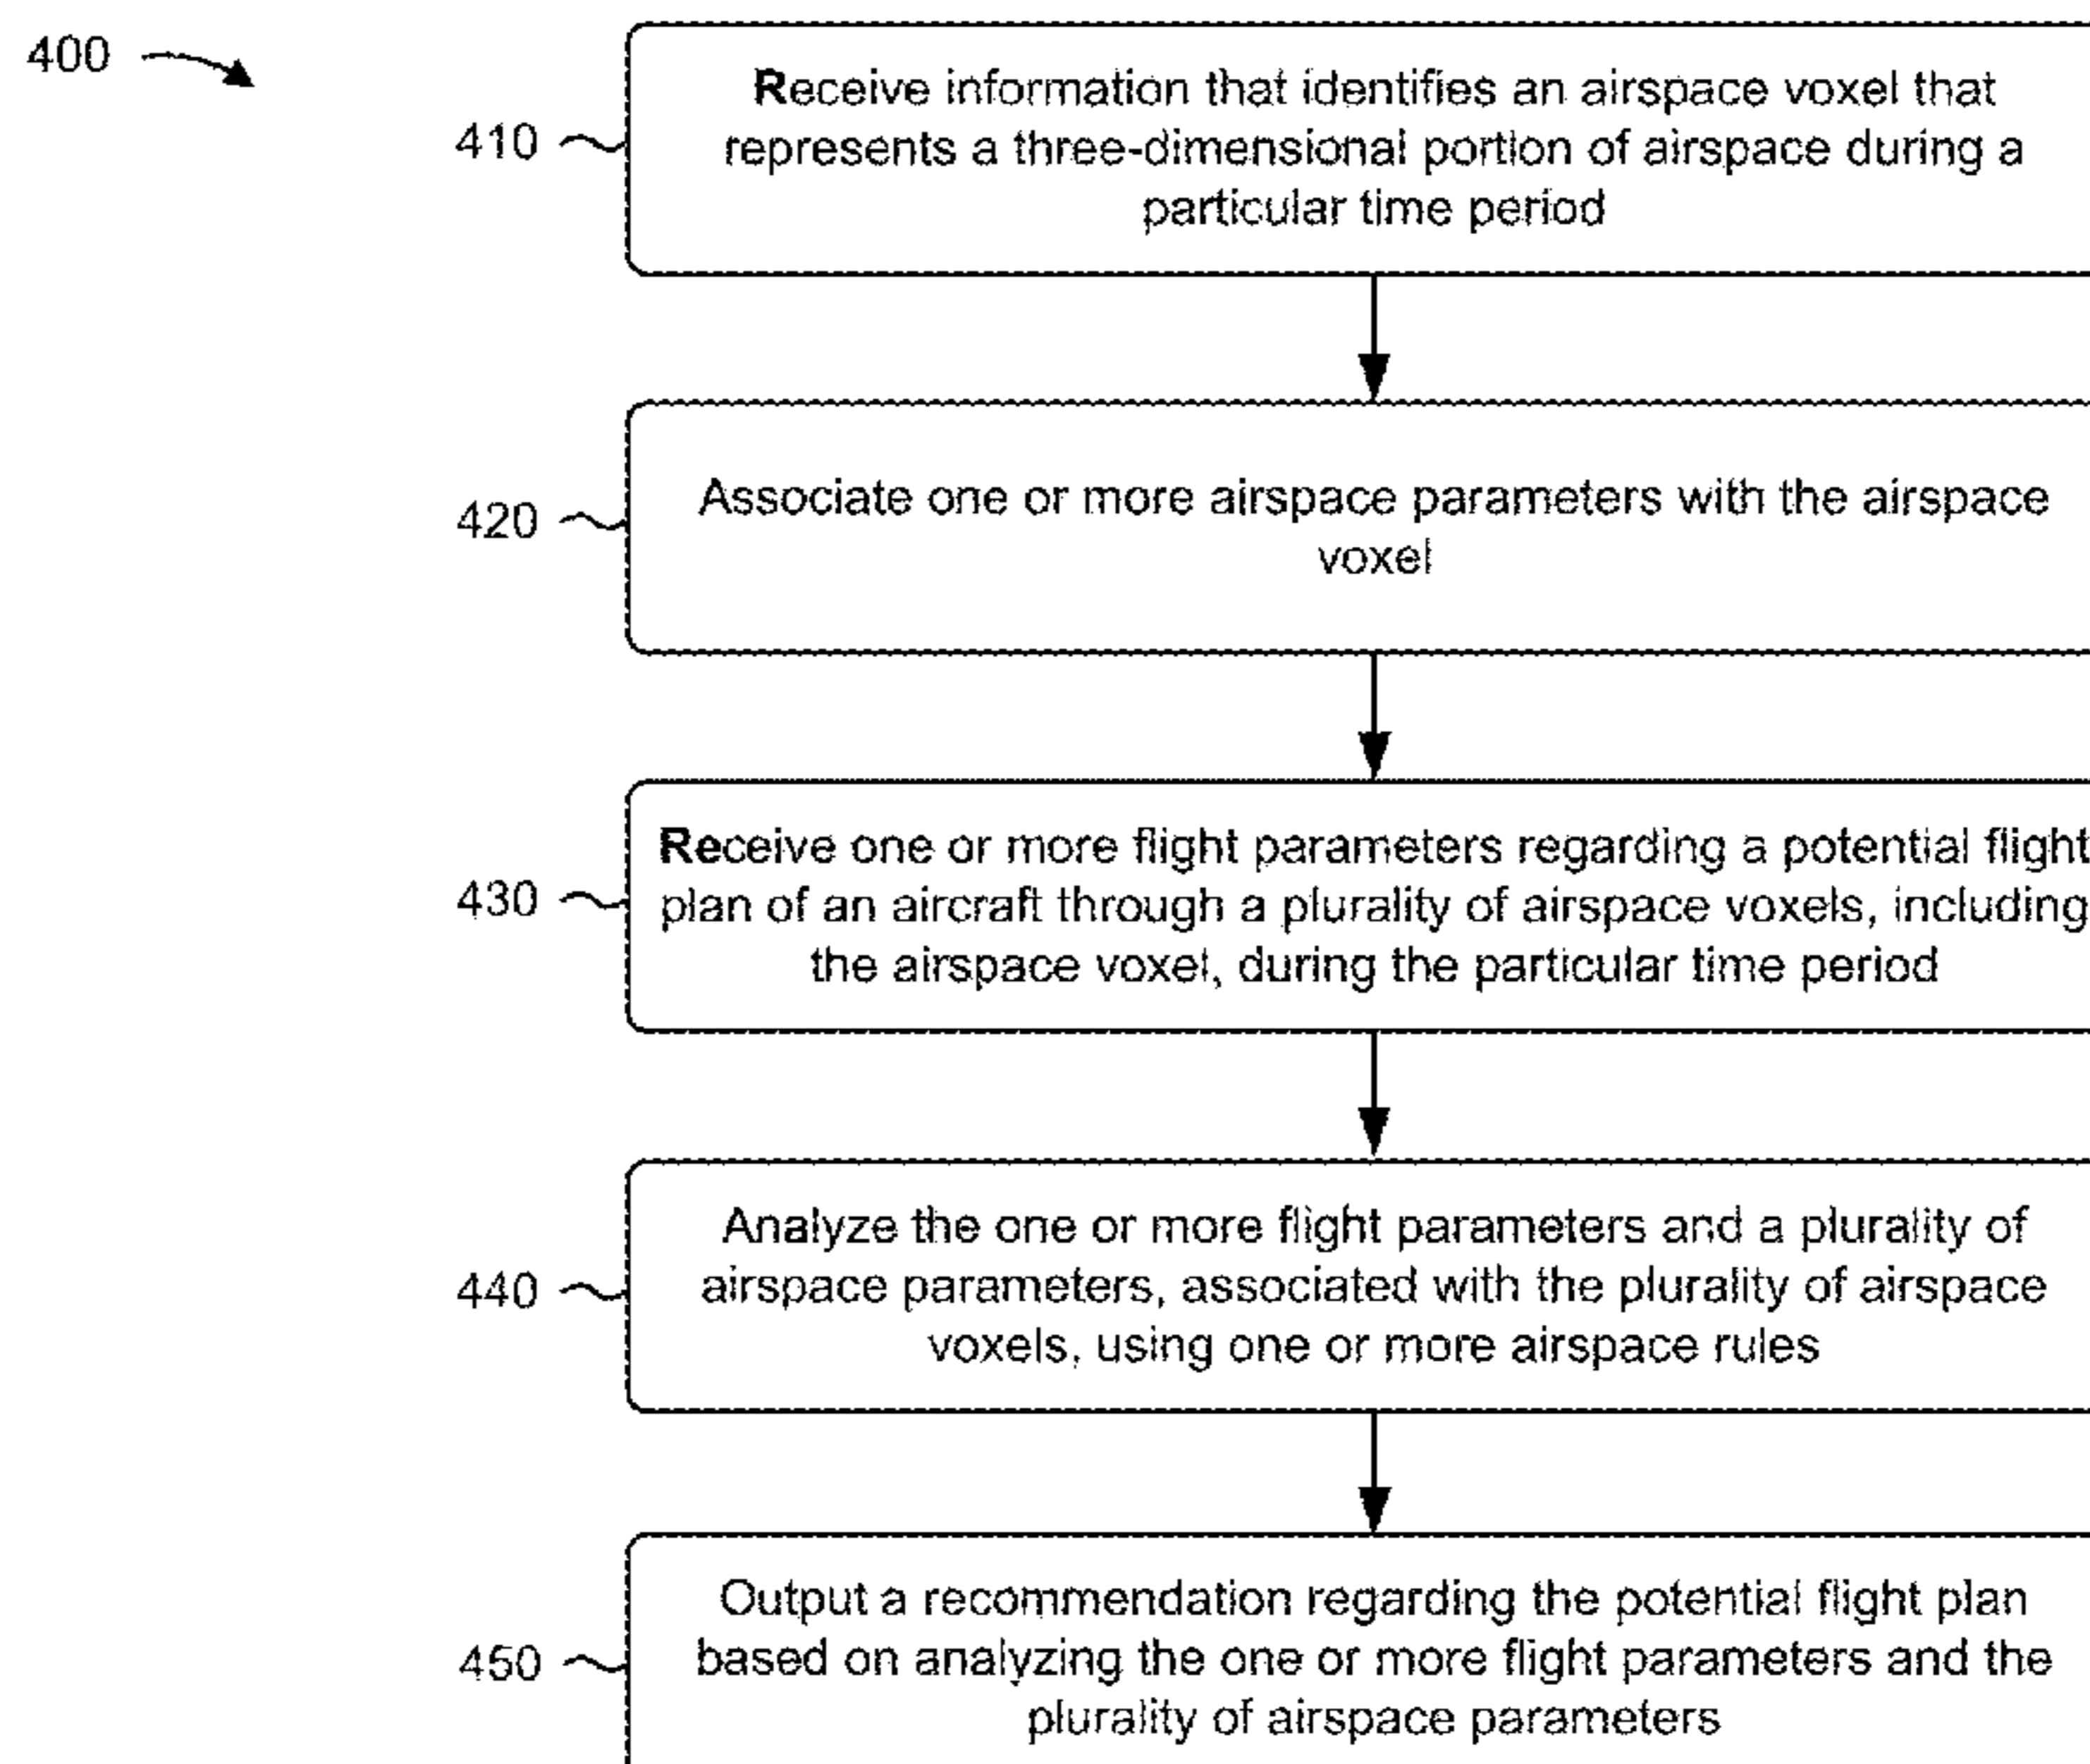 400
410
Receive information that identifies an airspace voxel that
represents a three-dimensional portion of airspace during a
particular time period
420
Associate one or more airspace parameters with the airspace
voxel
430
Receive one or more flight parameters regarding a potential flight
plan of an aircraft through a plurality of airspace voxels, including
the airspace voxel, during the particular time period
440
Analyze the one or more flight parameters and a plurality of
airspace parameters, associated with the plurality of airspace
voxels, using one or more airspace rules
450
Output a recommendation regarding the potential flight plan
based on analyzing the one or more flight parameters and the
plurality of airspace parameters